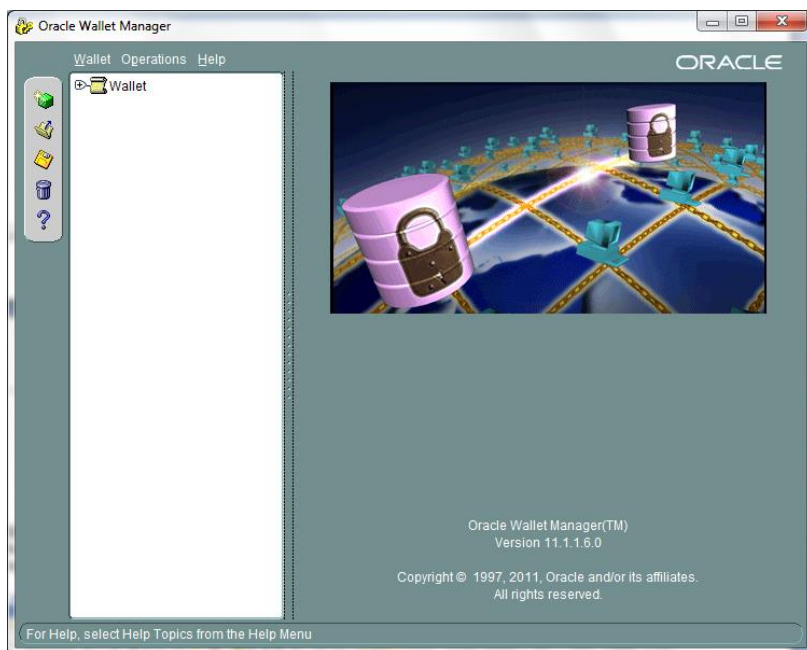 Oracle Wallet Manager
Wallet Operations Help
ORACLE
Wallet
Oracle Wallet Manager(TM)
Version 11.1.1.6.0
Copyright © 1997, 2011, Oracle and/or its affiliates.
All rights reserved.
For Help, select Help Topics from the Help Menu